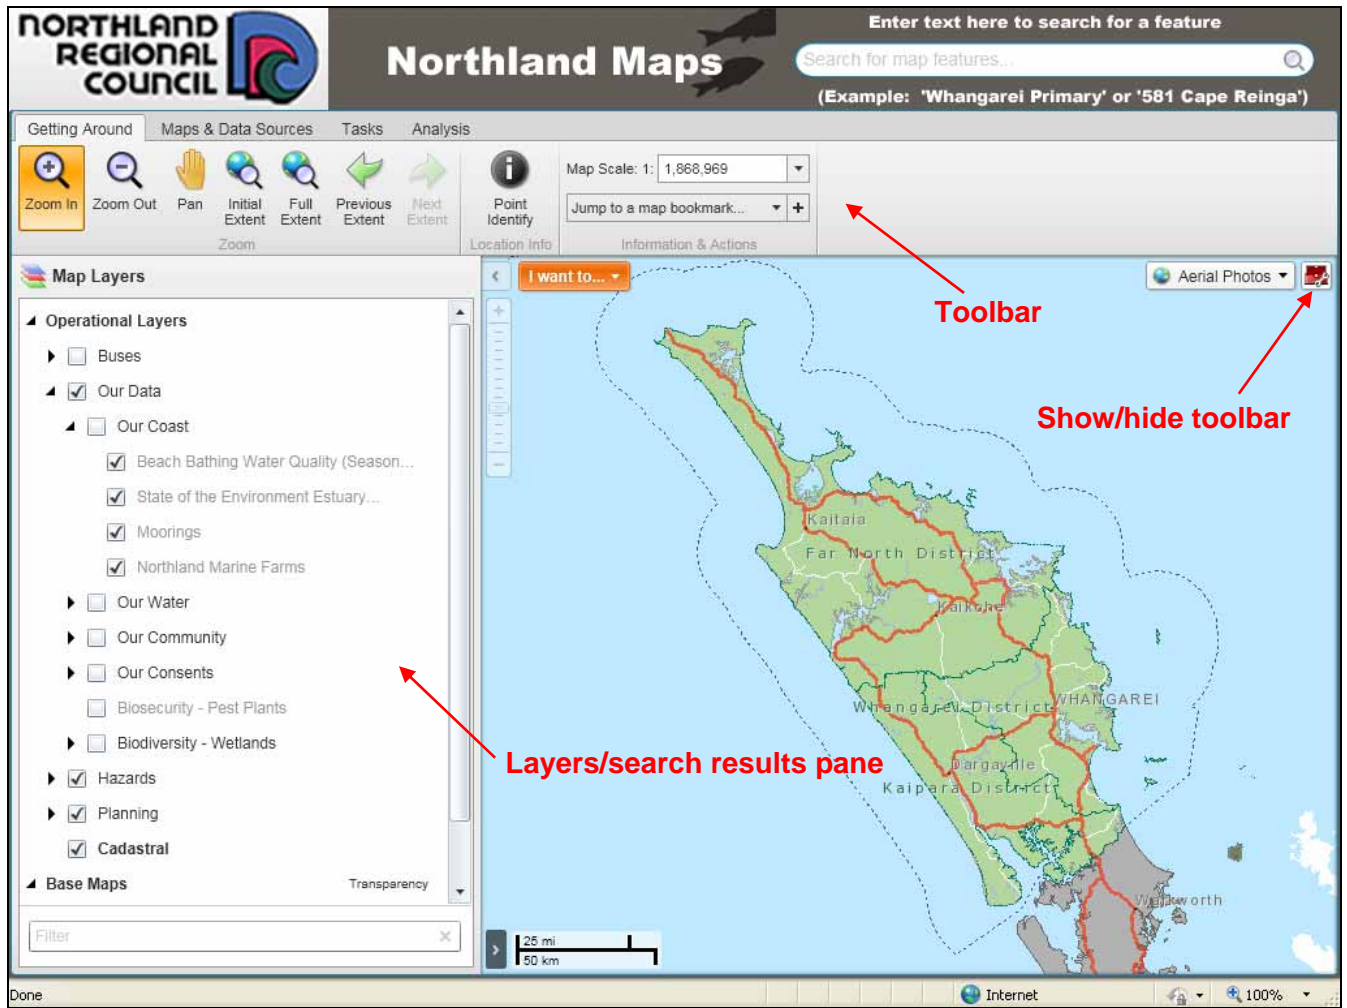 NORTHLAND
REGIONAL
COUNCIL
Northland Maps
Enter text here to search for a feature
Search for map features...
(Example: 'Whangarei Primary' or '581 Cape Reinga')
Getting Around
Maps & Data Sources
Tasks
Analysis
Zoom In
Zoom Out
Pan
Initial Extent
Full Extent
Previous Extent
Next Extent
Zoom
Point Identify
Location Info
Map Scale: 1: 1,868,969
Jump to a map bookmark...
Information & Actions
Map Layers
I want to...
Aerial Photos
Toolbar
Show/hide toolbar
Layers/search results pane
Operational Layers
Buses
Our Data
Our Coast
Beach Bathing Water Quality (Season...
State of the Environment Estuary...
Moorings
Northland Marine Farms
Our Water
Our Community
Our Consents
Biosecurity - Pest Plants
Biodiversity - Wetlands
Hazards
Planning
Cadastral
Base Maps
Transparency
Filter
Kaitaia
Far North District
Kaikohe
WHANGAREI
Whangarei District
Dargaville
Kaipara District
Warkworth
25 mi
50 km
Done
Internet
100%